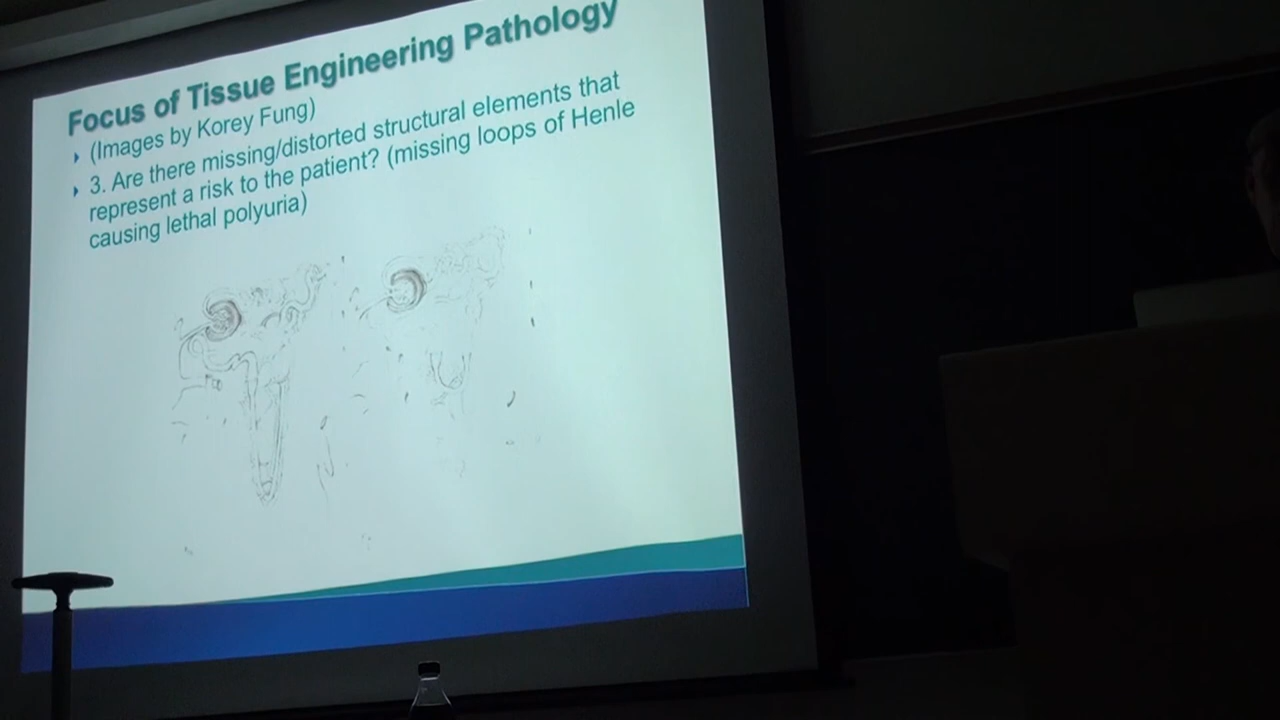 Focus of Tissue Engineering Pathology
(Images by Korey Fung)
3. Are there missing/distorted structural elements that
represent a risk to the patient? (missing loops of Henle
causing lethal polyuria)